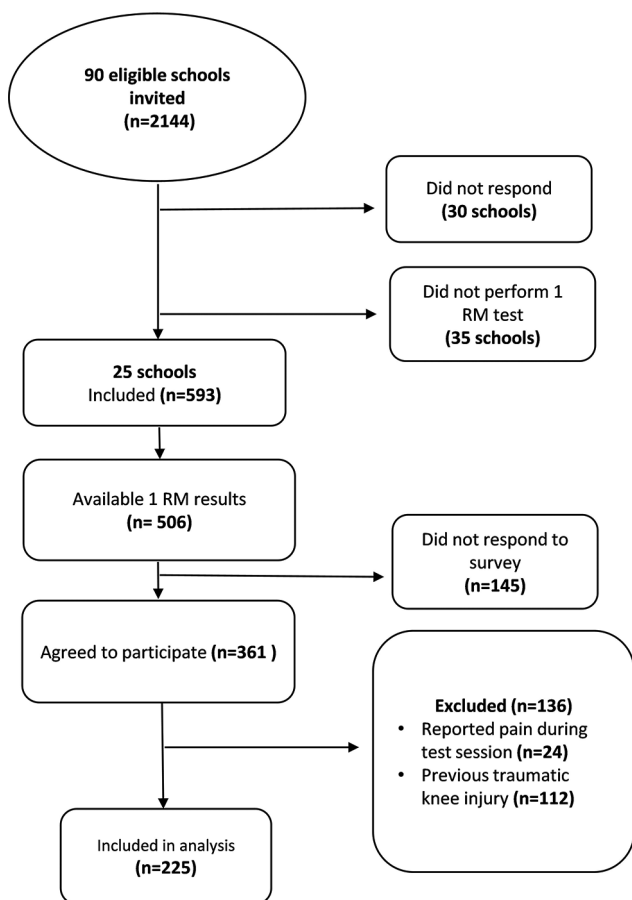 90 eligible schools
invited
(n=2144)
Did not respond
(30 schools)
Did not perform 1
RM test
(35 schools)
25 schools
Included (n=593)
Available 1 RM results
(n= 506)
Did not respond to
survey
(n=145)
Agreed to participate (n=361 )
Excluded (n=136)
• Reported pain during
test session (n=24)
• Previous traumatic
knee injury (n=112)
Included in analysis
(n=225)